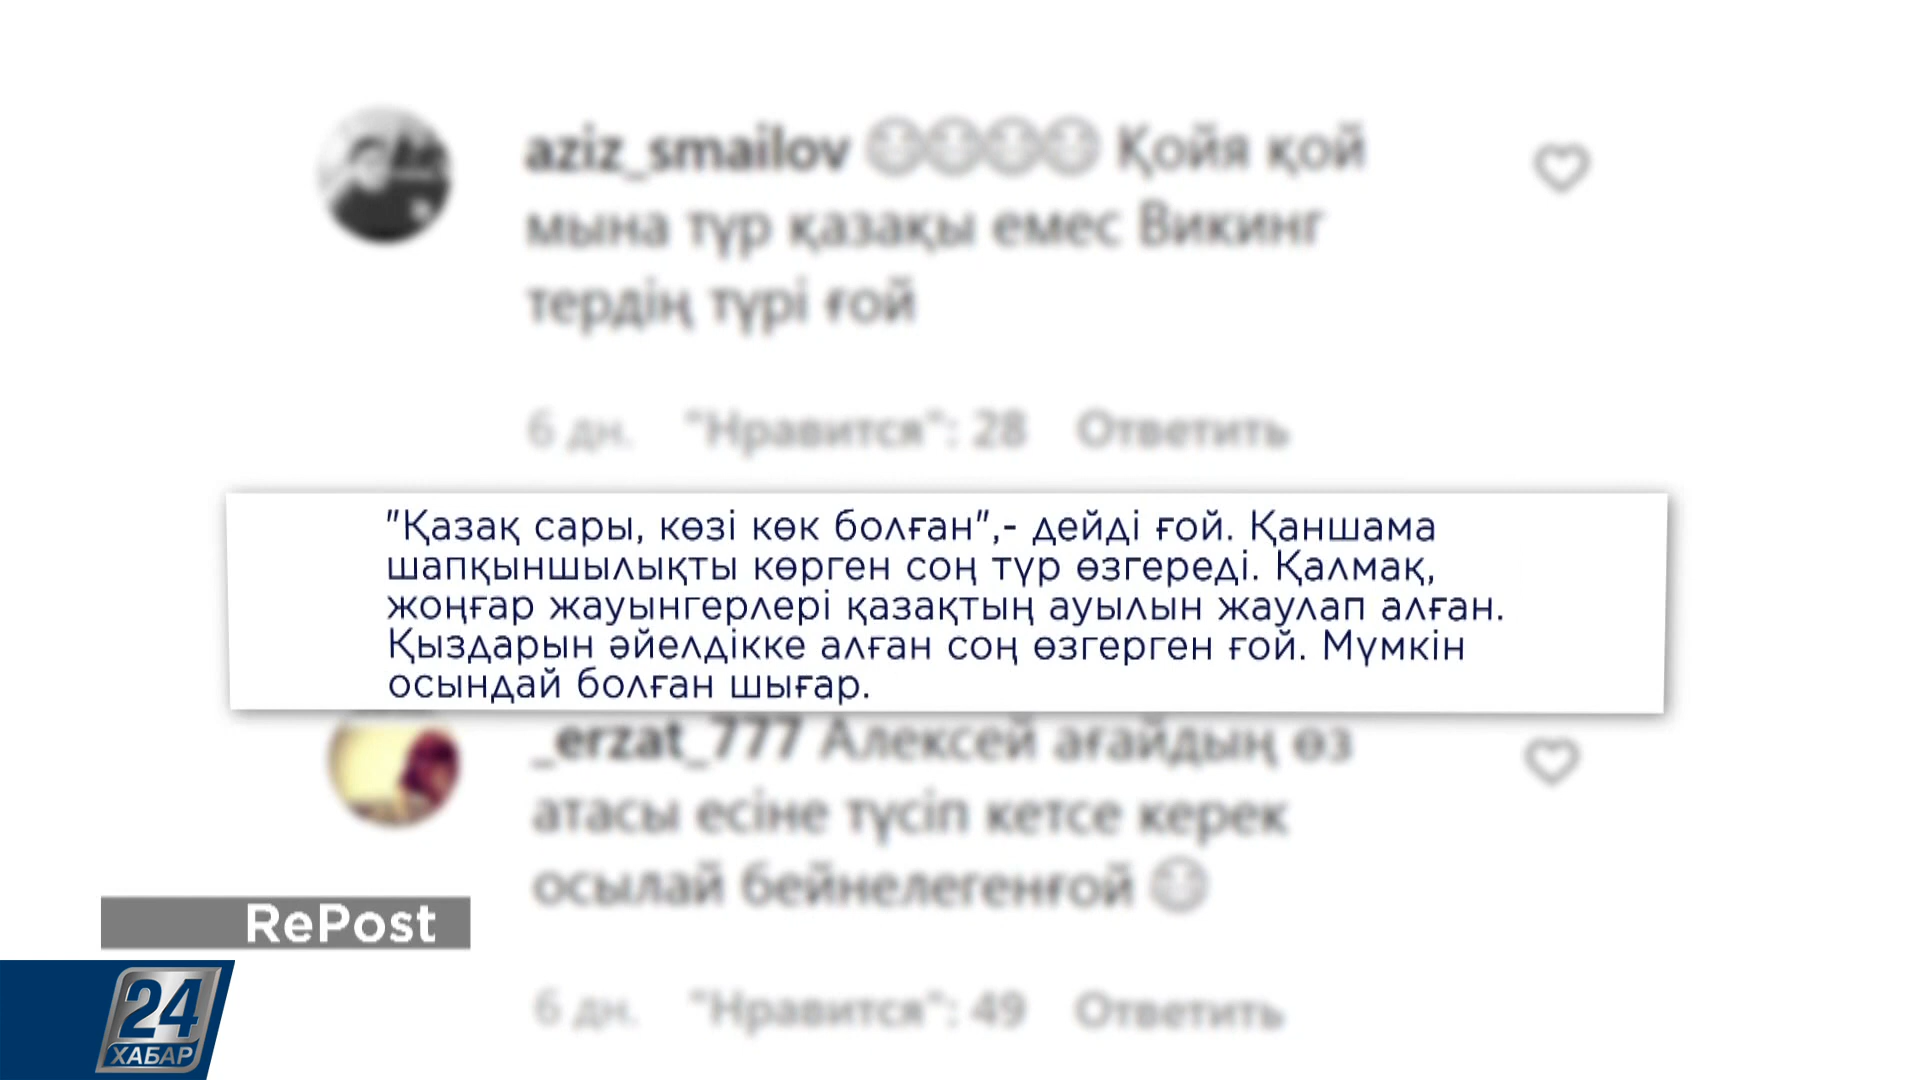 aziz_smailov Қойя қой
мына түр қазақы емес Викинг
тердің түрі ғой
6 дн. "Нравится": 28 Ответить
"Қазақ сары, көзі көк болған",- дейді ғой. Қаншама
шапқыншылықты көрген соң түр өзгереді. Қалмақ,
жоңғар жауынгерлері қазақтың ауылын жаулап алған.
Қыздарын әйелдікке алған соң өзгерген ғой. Мүмкін
осындай болған шығар.
_erzat_777 Алексей ағайдың өз
атасы есіне түсіп кетсе керек
осылай бейнелегенғой
6 дн. "Нравится": 49 Ответить
RePost
24
ХАБАР